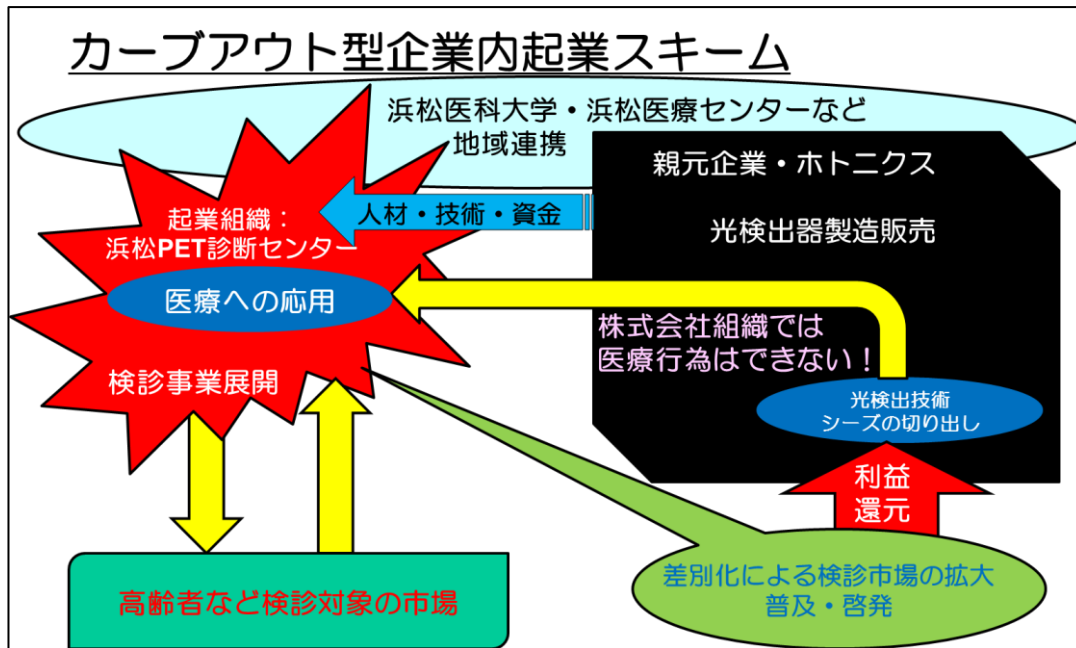 カーブアウト型企業内起業スキーム
浜松医科大学・浜松医療センターなど
地域連携
親元企業・ホトニクス
人材・技術・資金
起業組織：
浜松PET診断センター
光検出器製造販売
医療への応用
株式会社組織では
医療行為はできない！
検診事業展開
光検出技術
シーズの切り出し
利益
還元
差別化による検診市場の拡大
普及・啓発
高齢者など検診対象の市場